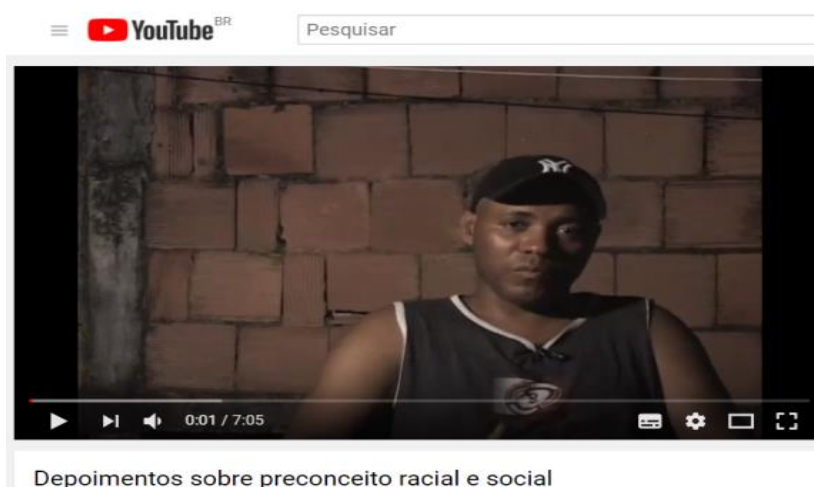 YouTube BR
Pesquisar
NY
0:01 / 7:05
Depoimentos sobre preconceito racial e social